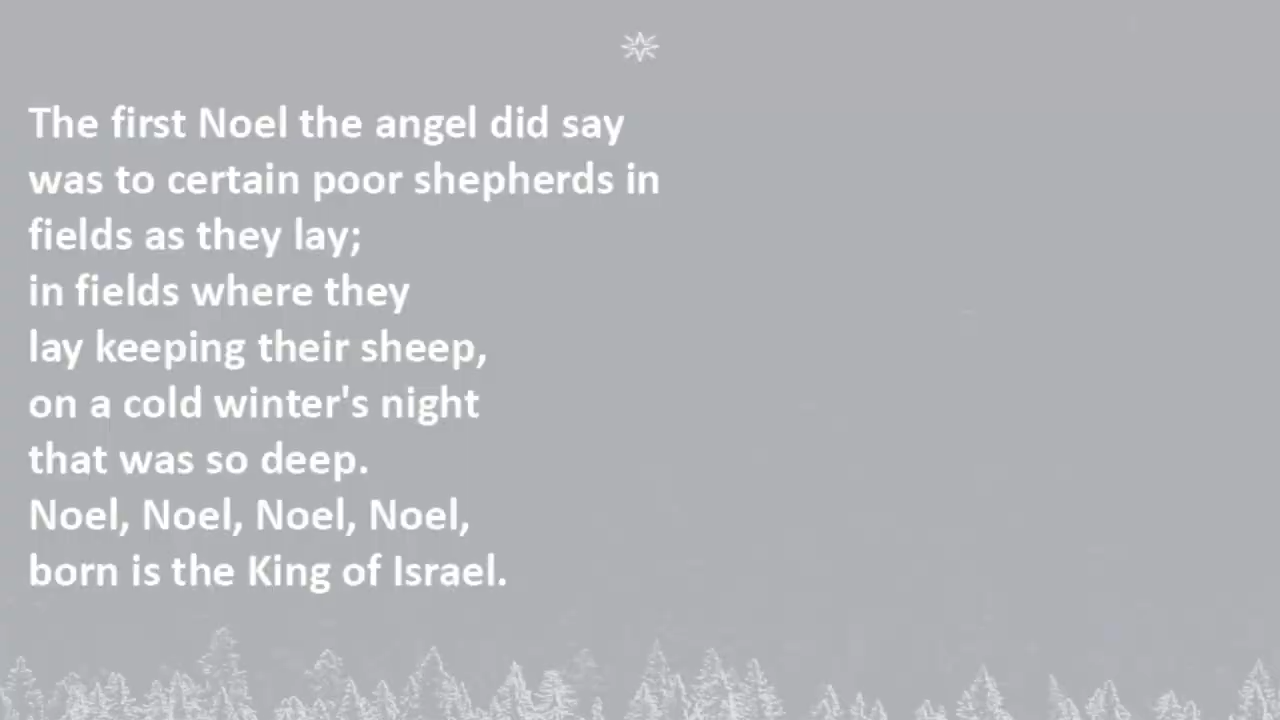 The first Noel the angel did say
was to certain poor shepherds in
fields as they lay;
in fields where they
lay keeping their sheep,
on a cold winter's night
that was so deep.
Noel, Noel, Noel, Noel,
born is the King of Israel.